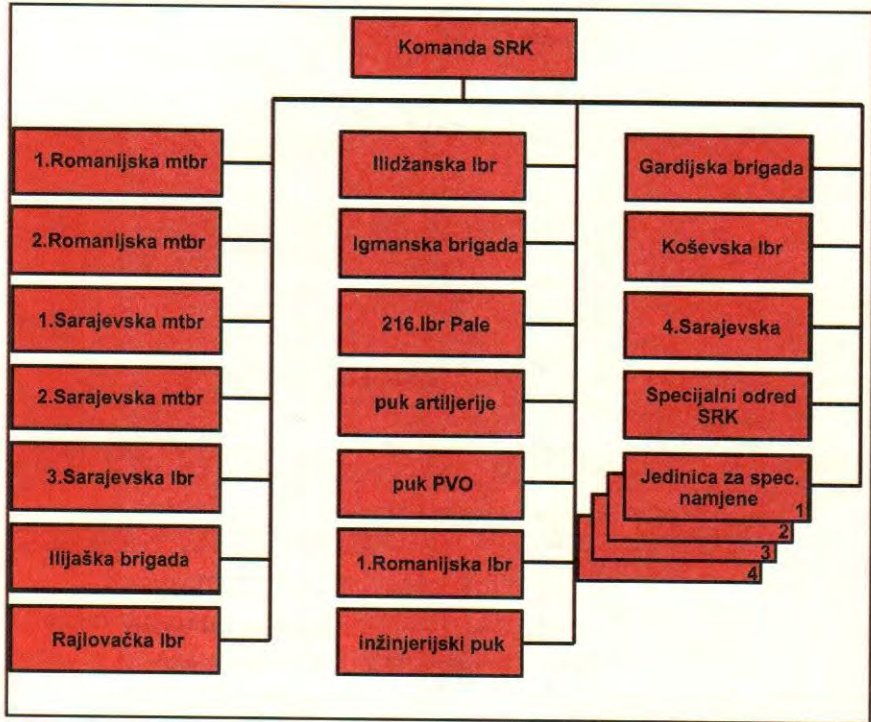 Komanda SRK
1.Romanijska mtbr
2.Romanijska mtbr
1.Sarajevska mtbr
2.Sarajevska mtbr
3.Sarajevska lbr
Ilijaška brigada
Rajlovačka lbr
Ilidžanska lbr
Igmanska brigada
216.lbr Pale
puk artiljerije
puk PVO
1.Romanijska lbr
inžinjerijski puk
Gardijska brigada
Koševska lbr
4.Sarajevska
Specijalni odred
SRK
Jedinica za spec.
namjene
1
2
3
4